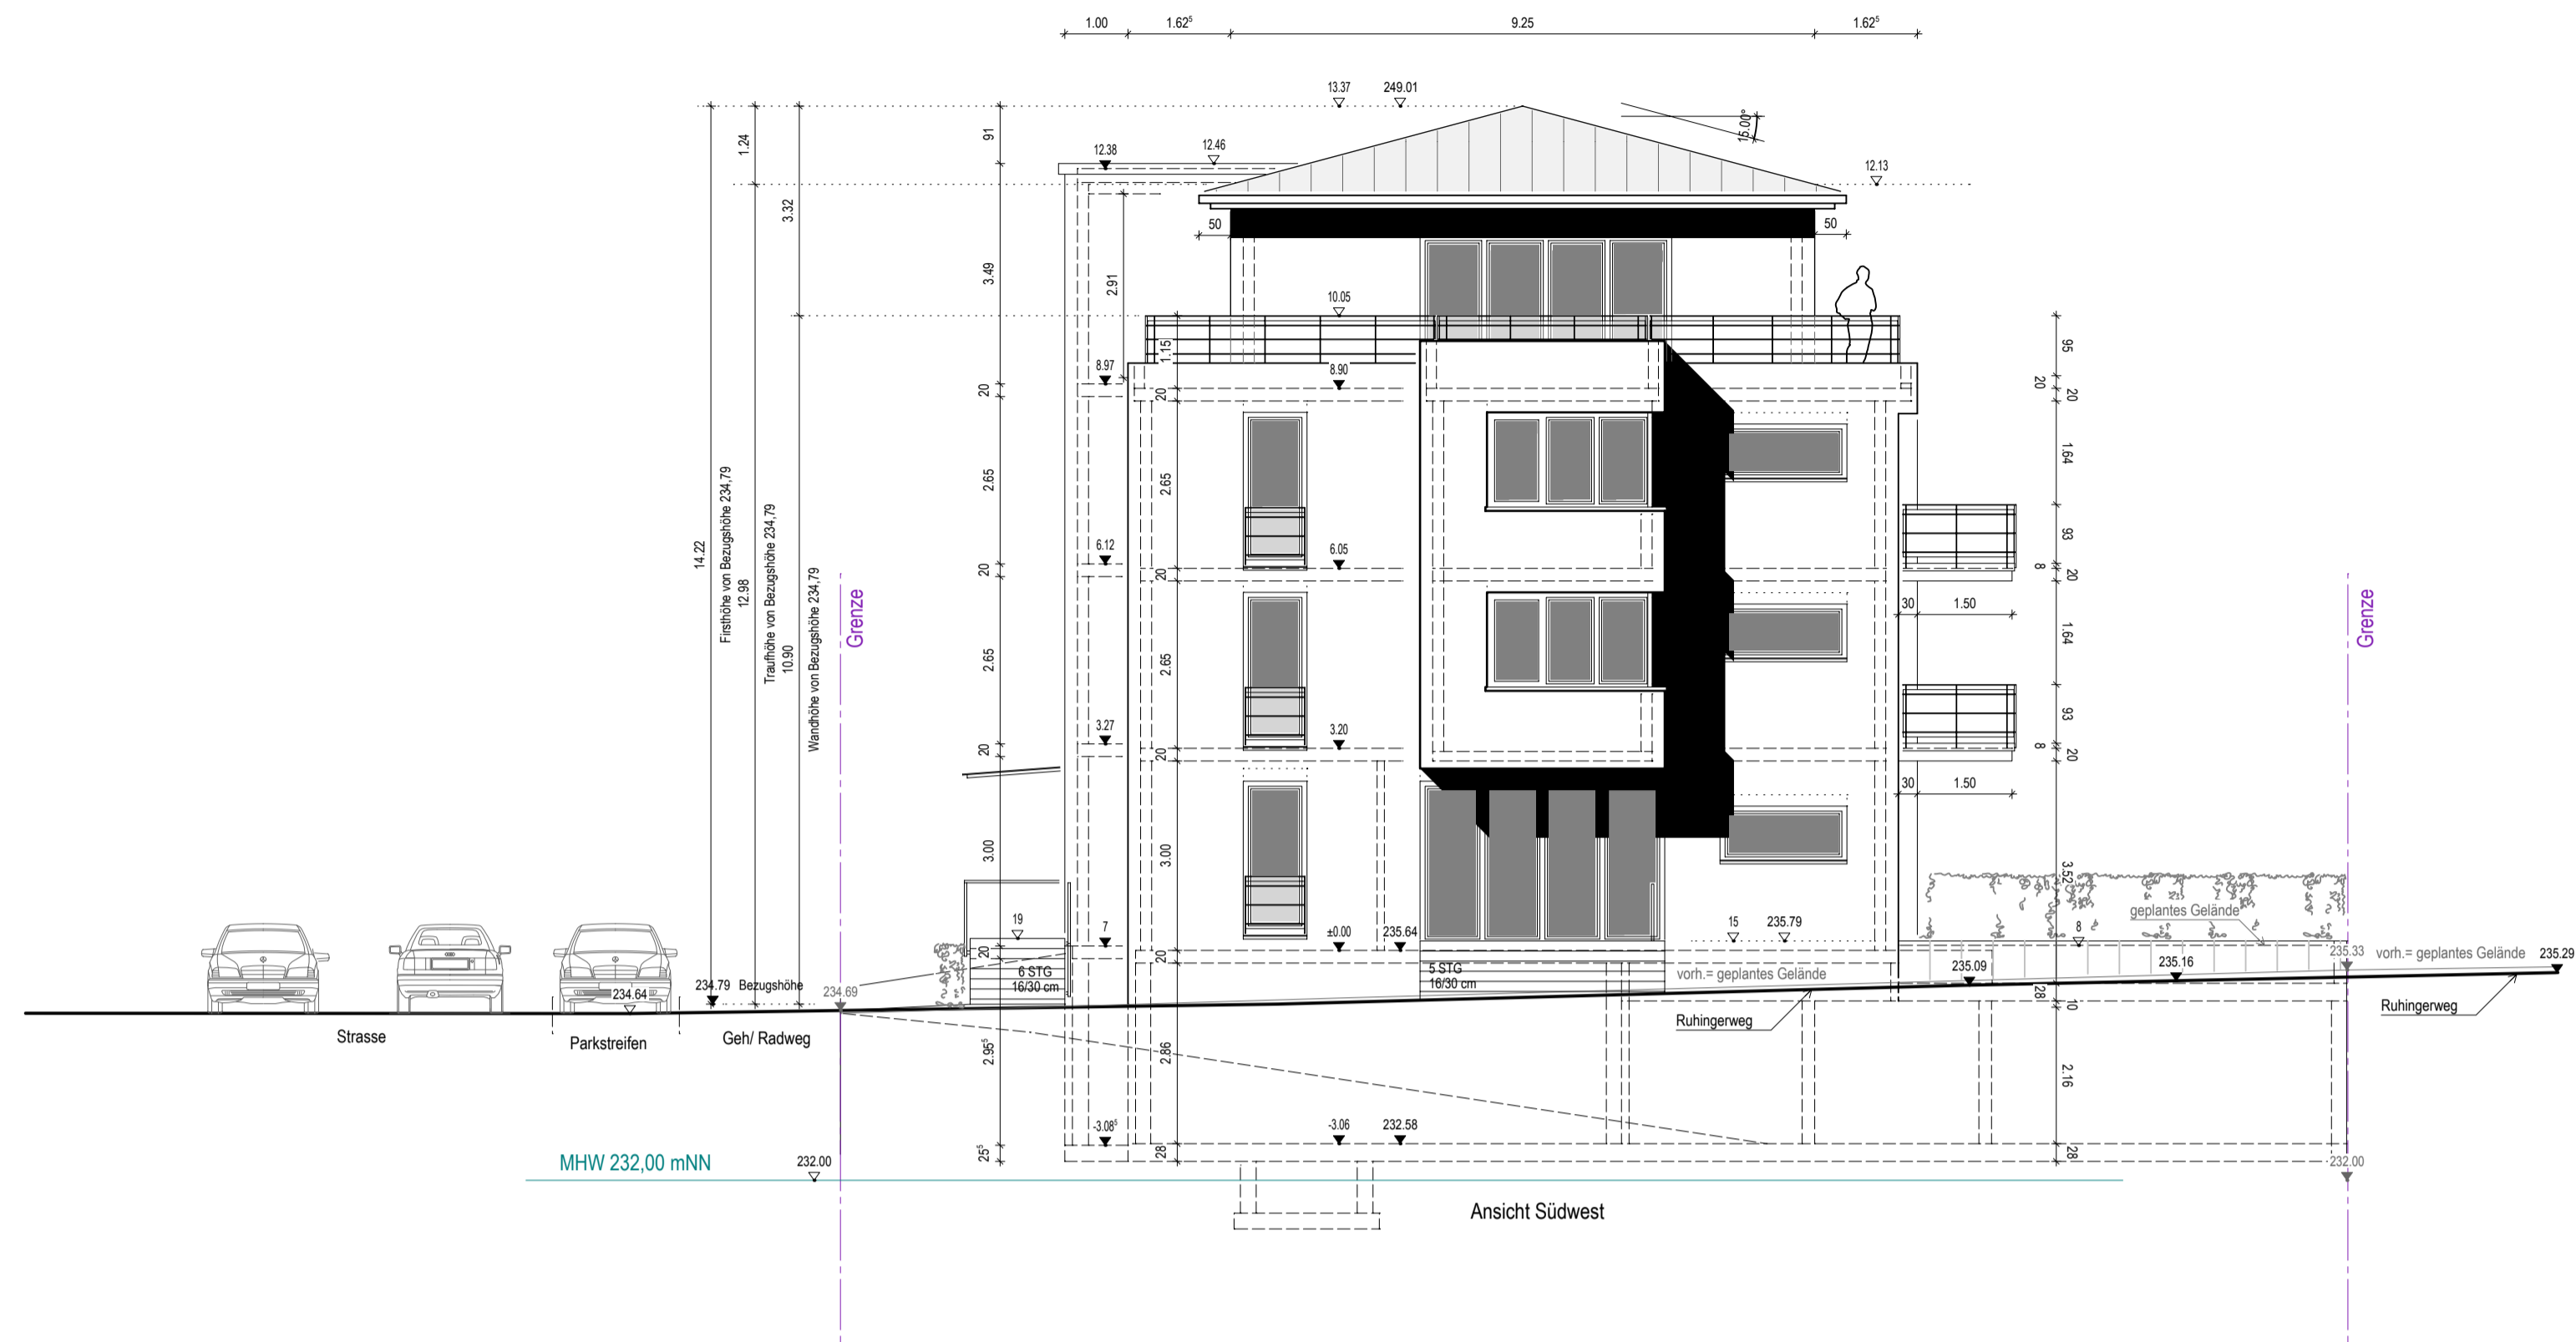 1.00 1.62⁵ 9.25 1.62⁵
13.37 249.01
15.00°
91
1.24
12.38 12.46
12.13
3.32
50 50
3.49
2.91
10.05
1.15
95
8.97 8.90
20 20 20 20
2.65 2.65
1.64
14.22
Firsthöhe von Bezugshöhe 234,79
12.98
Traufhöhe von Bezugshöhe 234,79
10.90
Wandhöhe von Bezugshöhe 234,79
93
6.12 6.05
20 20 8 20
Grenze Grenze
30 1.50
2.65 2.65
1.64
93
3.27 3.20
20 20 8 20
30 1.50
3.00 3.00
3.52
geplantes Gelände
19 7 ±0.00 235.64 15 235.79 8
20 20
235.33 vorh.= geplantes Gelände 235.29
6 STG
16/30 cm
5 STG
16/30 cm
vorh.= geplantes Gelände
235.09 235.16
234.64
234.79 Bezugshöhe
234.69
28 10
Ruhingerweg Ruhingerweg
Strasse Parkstreifen Geh/ Radweg
2.95⁵ 2.86
2.16
-3.08⁵ -3.06 232.58
25⁵ 28 28
MHW 232,00 mNN 232.00 232.00
Ansicht Südwest